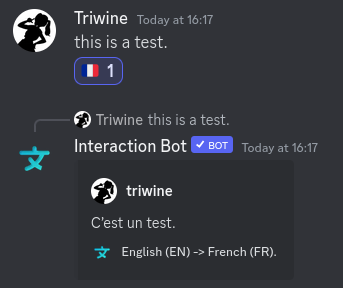 Triwine Today at 16:17
this is a test.
🇫🇷 1
Triwine this is a test.
Interaction Bot ✓ BOT Today at 16:17
triwine
C'est un test.
English (EN) -> French (FR).